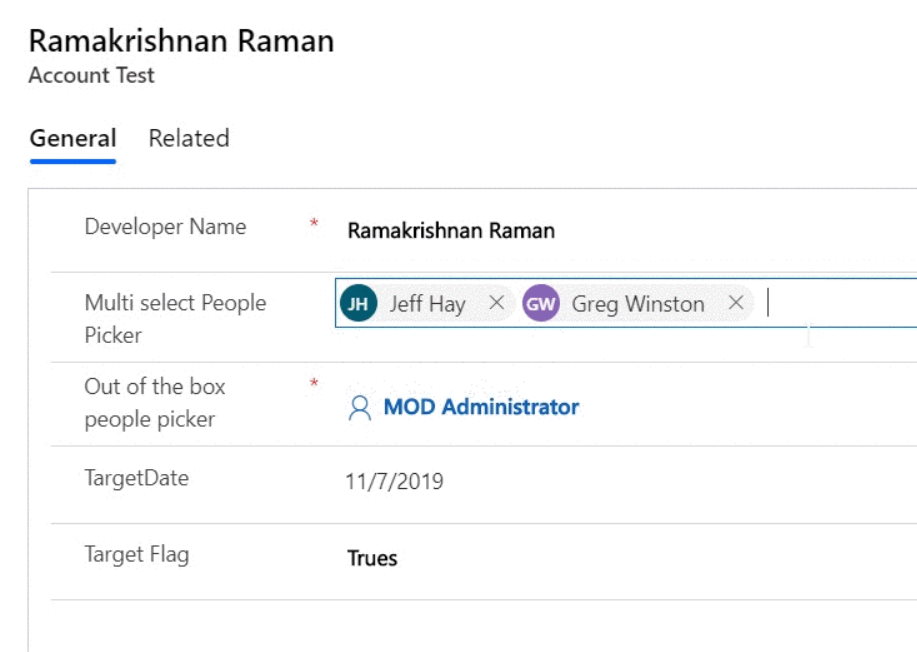 Ramakrishnan Raman
Account Test
General Related
Developer Name * Ramakrishnan Raman
Multi select People
Picker
JH Jeff Hay GW Greg Winston
Out of the box
people picker
* MOD Administrator
TargetDate 11/7/2019
Target Flag Trues